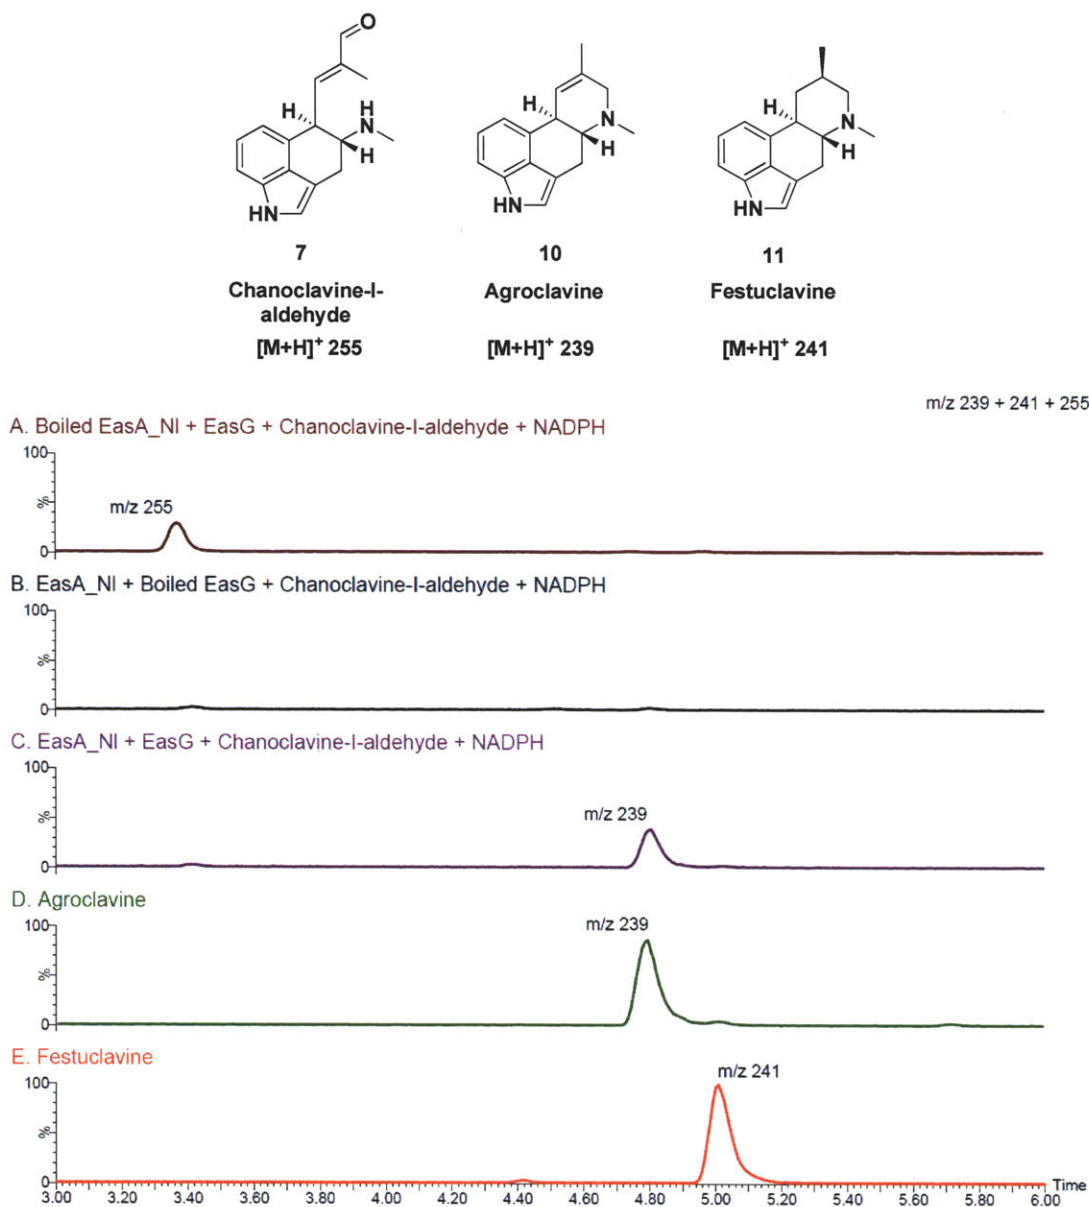 O
H
H
N
H
HN
H
N
H
HN
H
N
H
HN
7
10
11
Chanoclavine-I-
aldehyde
Agroclavine
Festuclavine
[M+H]+ 255
[M+H]+ 239
[M+H]+ 241
m/z 239 + 241 + 255
A. Boiled EasA_NI + EasG + Chanoclavine-I-aldehyde + NADPH
100
%
0
m/z 255
B. EasA_NI + Boiled EasG + Chanoclavine-I-aldehyde + NADPH
100
%
0
C. EasA_NI + EasG + Chanoclavine-I-aldehyde + NADPH
100
%
0
m/z 239
D. Agroclavine
100
%
0
m/z 239
E. Festuclavine
100
%
0
m/z 241
3.00 3.20 3.40 3.60 3.80 4.00 4.20 4.40 4.60 4.80 5.00 5.20 5.40 5.60 5.80 6.00 Time